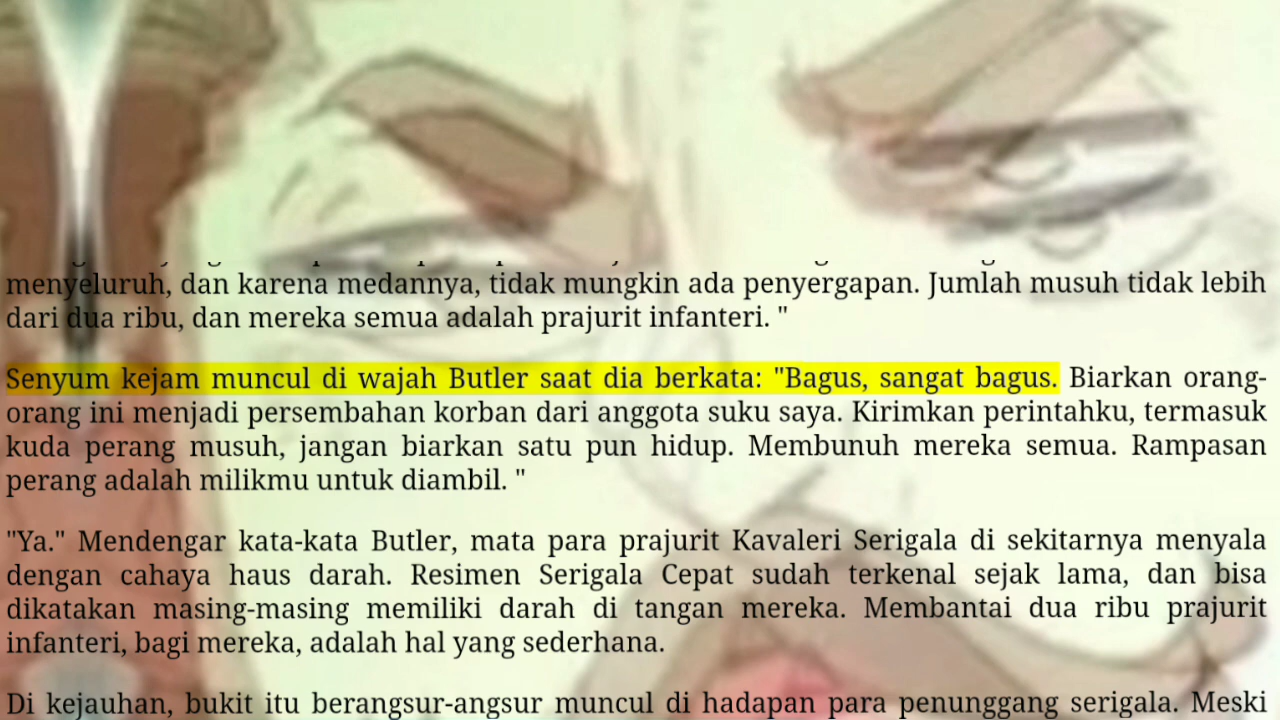 menyeluruh, dan karena medannya, tidak mungkin ada penyergapan. Jumlah musuh tidak lebih
dari dua ribu, dan mereka semua adalah prajurit infanteri. "
Senyum kejam muncul di wajah Butler saat dia berkata: "Bagus, sangat bagus. Biarkan orang-
orang ini menjadi persembahan korban dari anggota suku saya. Kirimkan perintahku, termasuk
kuda perang musuh, jangan biarkan satu pun hidup. Membunuh mereka semua. Rampasan
perang adalah milikmu untuk diambil. "
"Ya." Mendengar kata-kata Butler, mata para prajurit Kavaleri Serigala di sekitarnya menyala
dengan cahaya haus darah. Resimen Serigala Cepat sudah terkenal sejak lama, dan bisa
dikatakan masing-masing memiliki darah di tangan mereka. Membantai dua ribu prajurit
infanteri, bagi mereka, adalah hal yang sederhana.
Di kejauhan, bukit itu berangsur-angsur muncul di hadapan para penunggang serigala. Meski